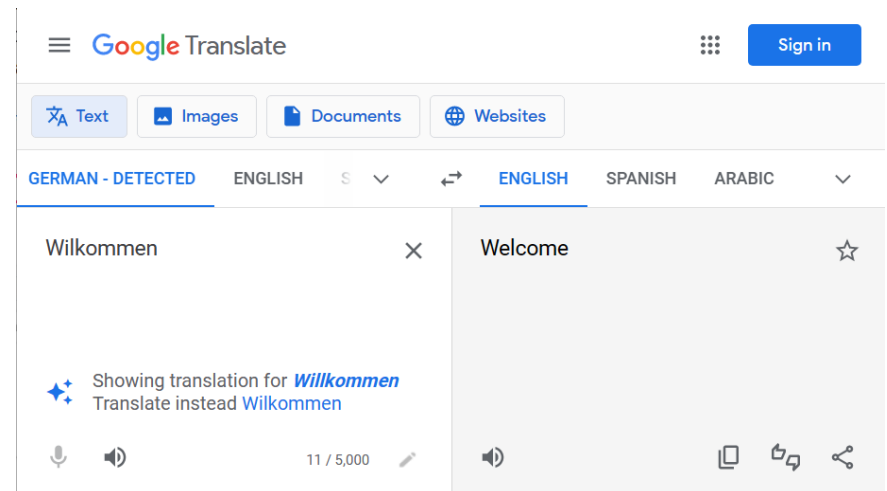 Google Translate
Sign in
Text Images Documents Websites
GERMAN - DETECTED ENGLISH S ENGLISH SPANISH ARABIC
Wilkommen Welcome
Showing translation for Willkommen
Translate instead Wilkommen
11 / 5,000